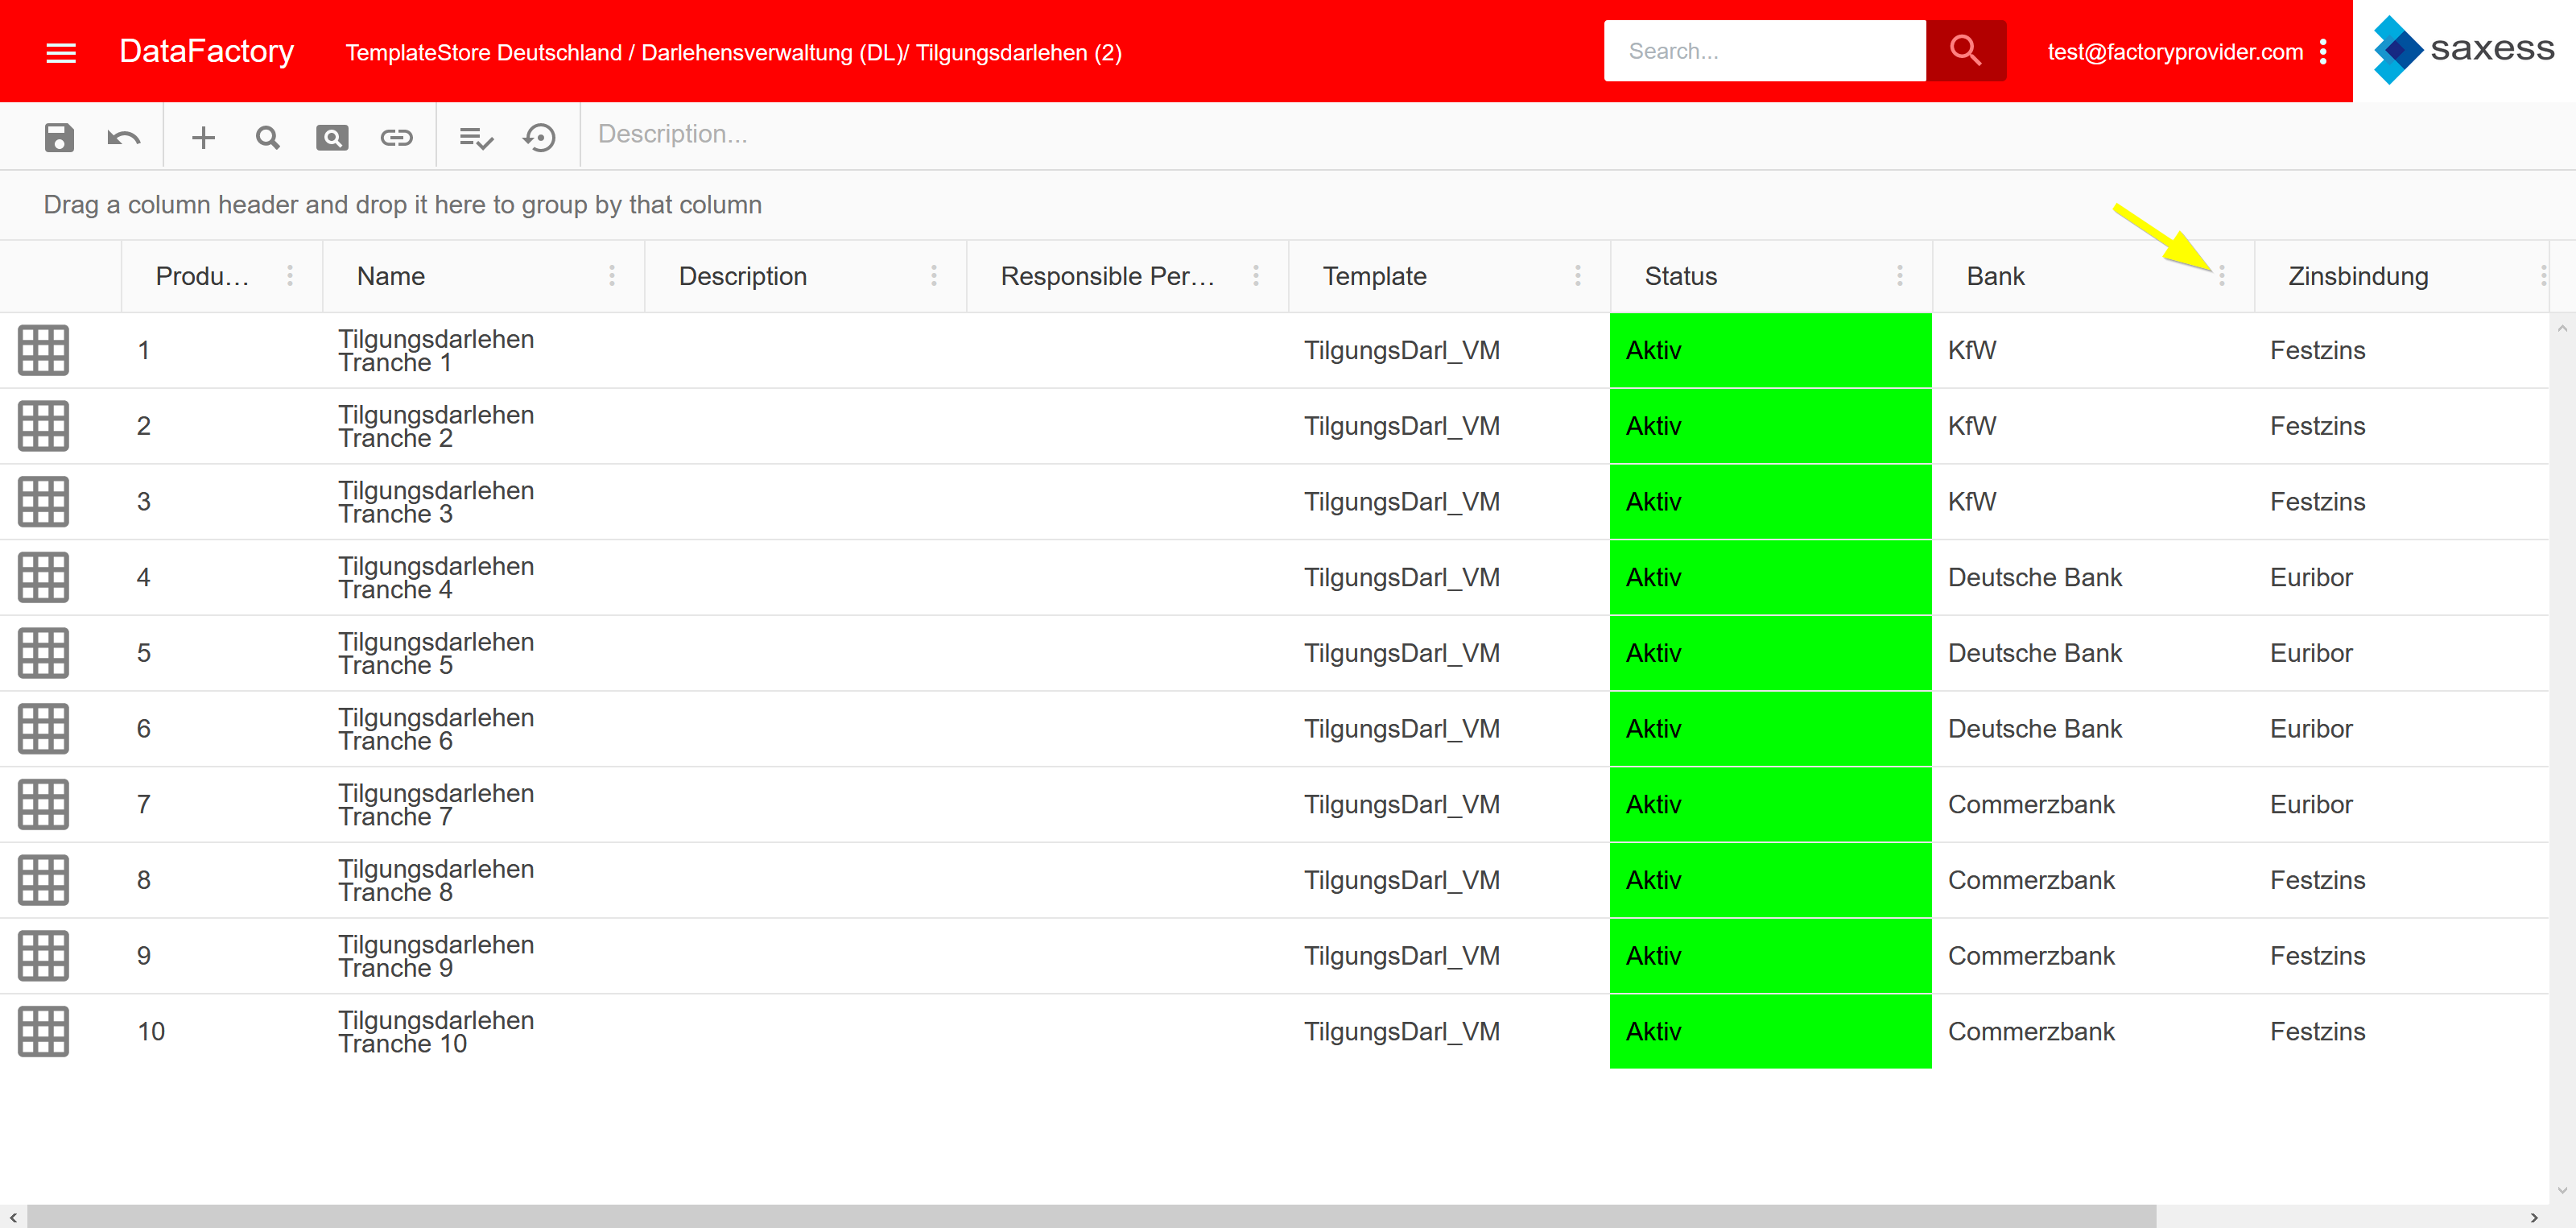 DataFactory TemplateStore Deutschland / Darlehensverwaltung (DL)/ Tilgungsdarlehen (2) Search... test@factoryprovider.com saxess
Description...
Drag a column header and drop it here to group by that column
Produ... Name Description Responsible Per... Template Status Bank Zinsbindung
1 Tilgungsdarlehen Tranche 1 TilgungsDarl_VM Aktiv KfW Festzins
2 Tilgungsdarlehen Tranche 2 TilgungsDarl_VM Aktiv KfW Festzins
3 Tilgungsdarlehen Tranche 3 TilgungsDarl_VM Aktiv KfW Festzins
4 Tilgungsdarlehen Tranche 4 TilgungsDarl_VM Aktiv Deutsche Bank Euribor
5 Tilgungsdarlehen Tranche 5 TilgungsDarl_VM Aktiv Deutsche Bank Euribor
6 Tilgungsdarlehen Tranche 6 TilgungsDarl_VM Aktiv Deutsche Bank Euribor
7 Tilgungsdarlehen Tranche 7 TilgungsDarl_VM Aktiv Commerzbank Euribor
8 Tilgungsdarlehen Tranche 8 TilgungsDarl_VM Aktiv Commerzbank Festzins
9 Tilgungsdarlehen Tranche 9 TilgungsDarl_VM Aktiv Commerzbank Festzins
10 Tilgungsdarlehen Tranche 10 TilgungsDarl_VM Aktiv Commerzbank Festzins